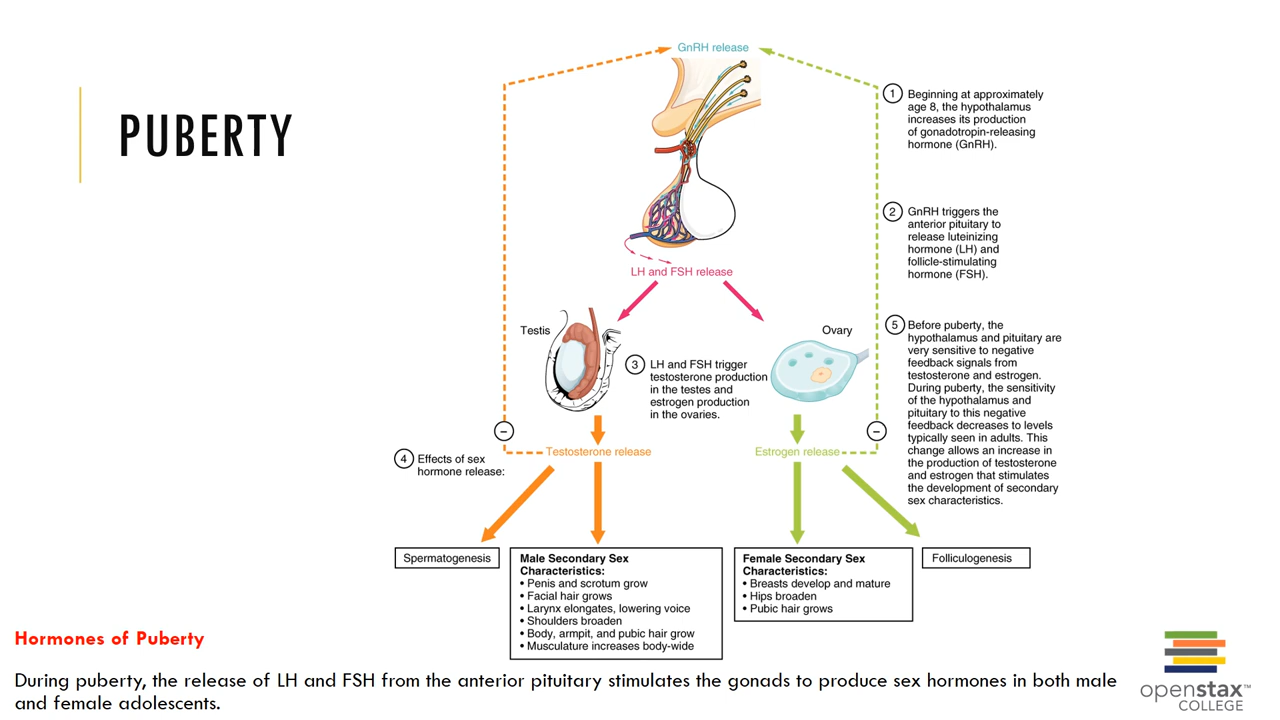 PUBERTY
GnRH release
1
Beginning at approximately
age 8, the hypothalamus
increases its production
of gonadotropin-releasing
hormone (GnRH).
2
GnRH triggers the
anterior pituitary to
release luteinizing
hormone (LH) and
follicle-stimulating
hormone (FSH).
LH and FSH release
Testis
Ovary
3
LH and FSH trigger
testosterone production
in the testes and
estrogen production
in the ovaries.
5
Before puberty, the
hypothalamus and pituitary are
very sensitive to negative
feedback signals from
testosterone and estrogen.
During puberty, the sensitivity
of the hypothalamus and
pituitary to this negative
feedback decreases to levels
typically seen in adults. This
change allows an increase in
the production of testosterone
and estrogen that stimulates
the development of secondary
sex characteristics.
–
–
Testosterone release
Estrogen release
4
Effects of sex
hormone release:
Spermatogenesis
Male Secondary Sex
Characteristics:
• Penis and scrotum grow
• Facial hair grows
• Larynx elongates, lowering voice
• Shoulders broaden
• Body, armpit, and pubic hair grow
• Musculature increases body-wide
Female Secondary Sex
Characteristics:
• Breasts develop and mature
• Hips broaden
• Pubic hair grows
Folliculogenesis
Hormones of Puberty
During puberty, the release of LH and FSH from the anterior pituitary stimulates the gonads to produce sex hormones in both male
and female adolescents.
openstax™
COLLEGE